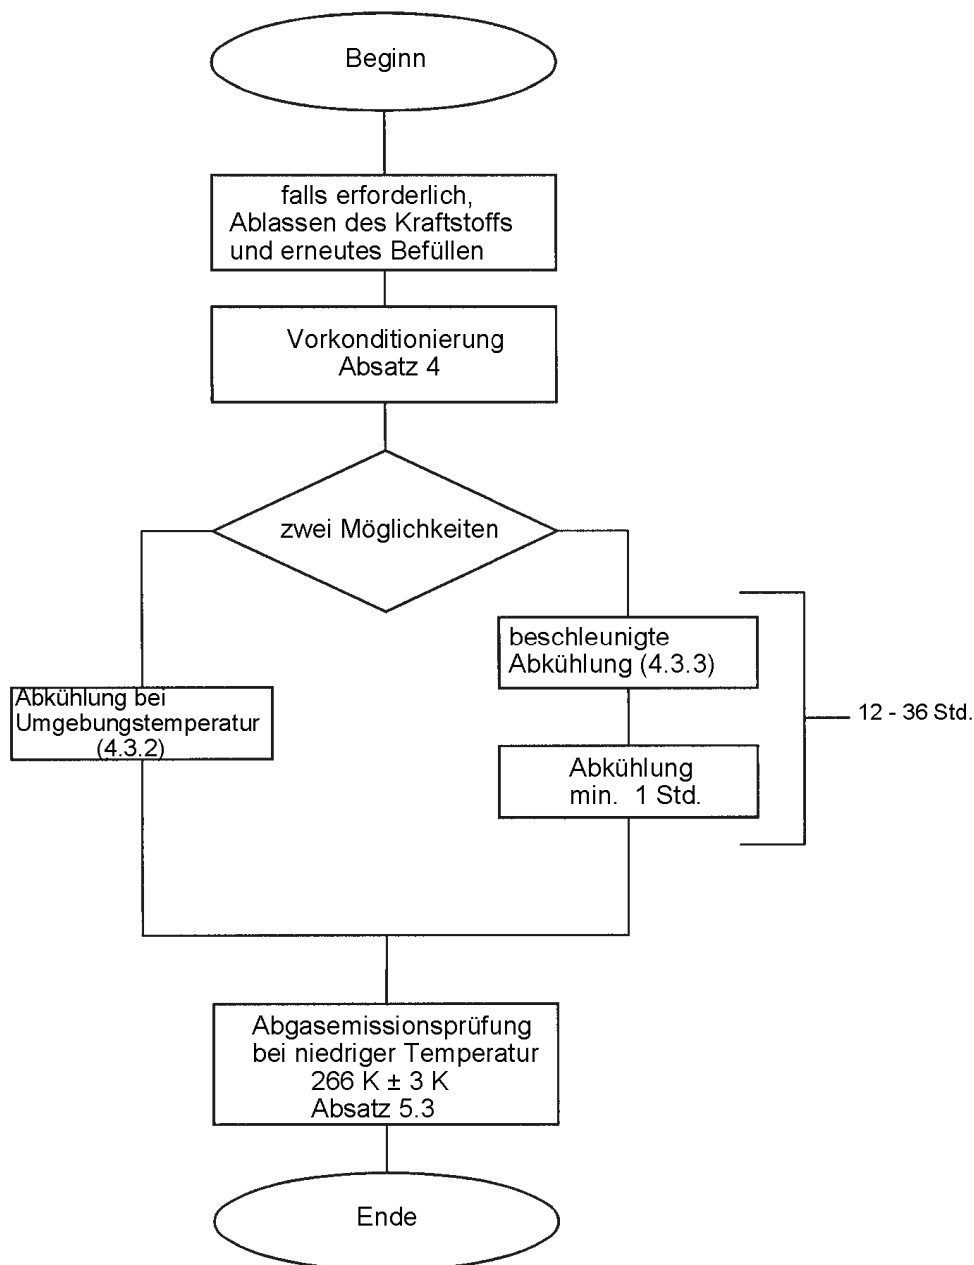 Beginn
falls erforderlich,
Ablassen des Kraftstoffs
und erneutes Befüllen
Vorkonditionierung
Absatz 4
zwei Möglichkeiten
beschleunigte
Abkühlung (4.3.3)
Abkühlung bei
Umgebungstemperatur
(4.3.2)
12 - 36 Std.
Abkühlung
min. 1 Std.
Abgasemissionsprüfung
bei niedriger Temperatur
266 K ± 3 K
Absatz 5.3
Ende